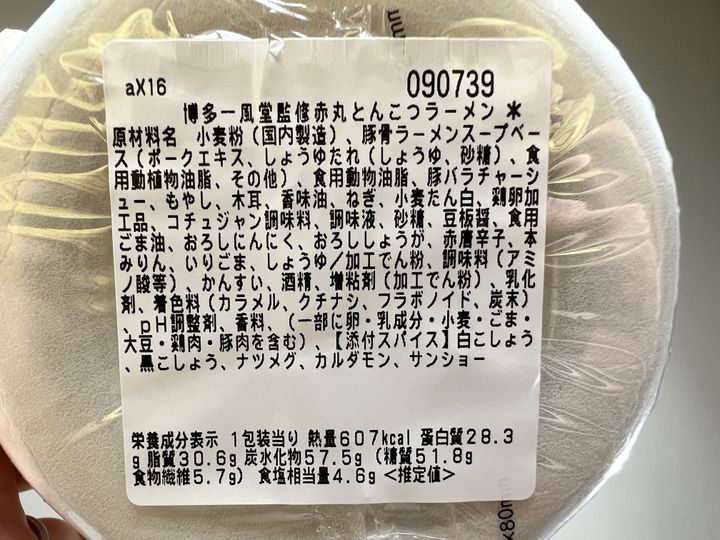 mm
aX16
090739
博多一風堂監修赤丸とんこつラーメン 米
原材料名 小麦粉（国内製造）、豚骨ラーメンスープベー
ス（ポークエキス、しょうゆだれ（しょうゆ、砂糖）、食
用動植物油脂、その他）、食用動物油脂、豚バラチャーシ
ュー、もやし、木耳、香味油、ねぎ、小麦たん白、鶏卵加
工品、コチュジャン調味料、調味液、砂糖、豆板醤、食用
ごま油、おろしにんにく、おろししょうが、赤唐辛子、本
みりん、いりごま、しょうゆ／加工でん粉、調味料（アミ
ノ酸等）、かんすい、酒精、増粘剤（加工でん粉）、乳化
剤、着色料（カラメル、クチナシ、フラボノイド、炭末）
、ｐＨ調整剤、香料、（一部に卵・乳成分・小麦・ごま・
大豆・鶏肉・豚肉を含む）、【添付スパイス】白こしょう
、黒こしょう、ナツメグ、カルダモン、サンショー
栄養成分表示 1包装当り 熱量607kcal 蛋白質28.3
g 脂質30.6g 炭水化物57.5g （糖質51.8g
食物繊維5.7g） 食塩相当量4.6g <推定値>
x80mm